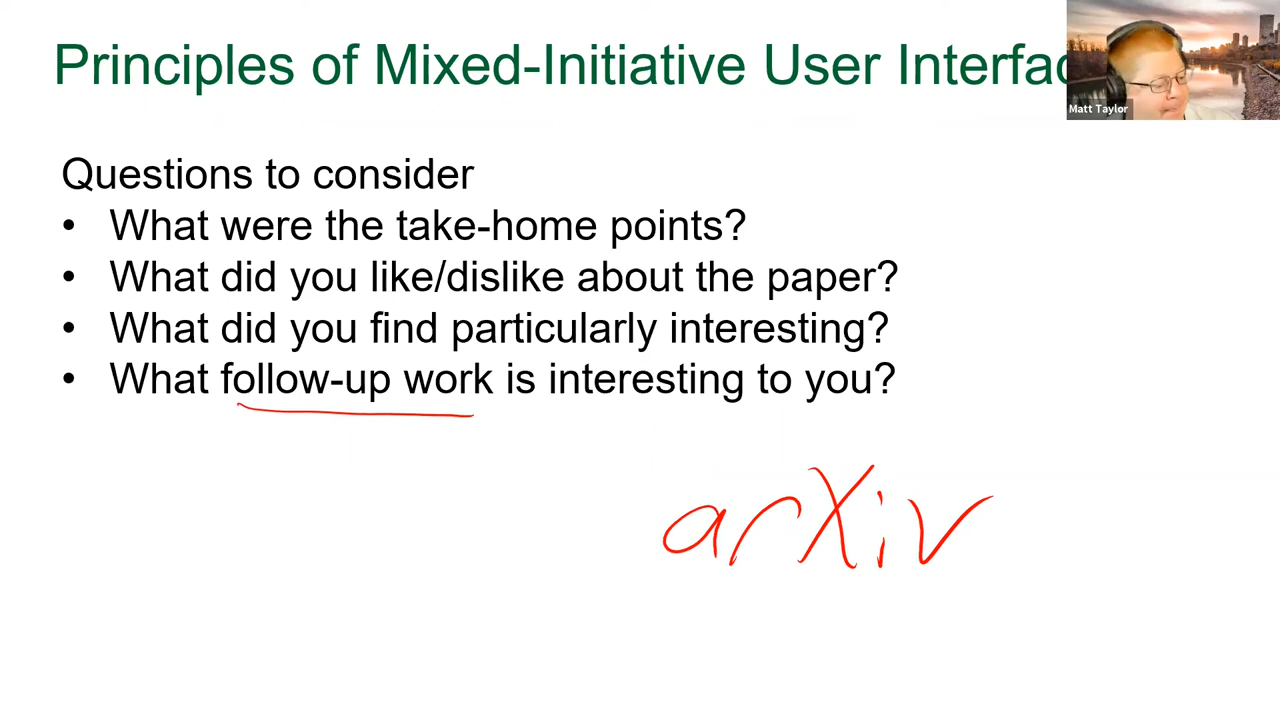 Principles of Mixed-Initiative User Interfac
Matt Taylor
Questions to consider
• What were the take-home points?
• What did you like/dislike about the paper?
• What did you find particularly interesting?
• What follow-up work is interesting to you?
arXiv